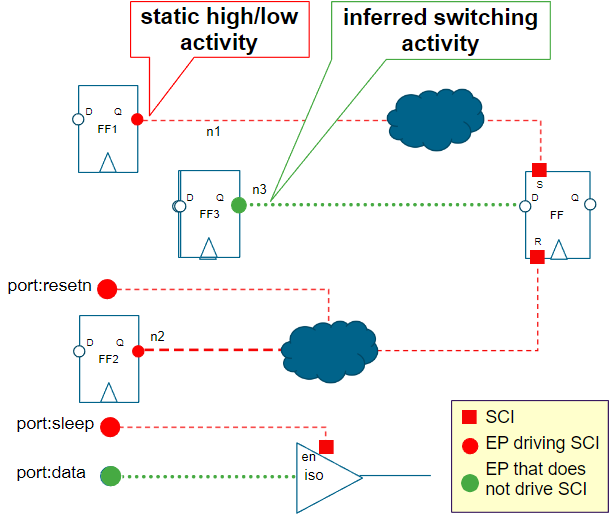 static high/low
activity
inferred switching
activity
D Q
FF1
n1
D Q
FF3
n3
S
D Q
FF
R
port:resetn
D Q
FF2
n2
port:sleep
en
iso
port:data
SCI
EP driving SCI
EP that does
not drive SCI